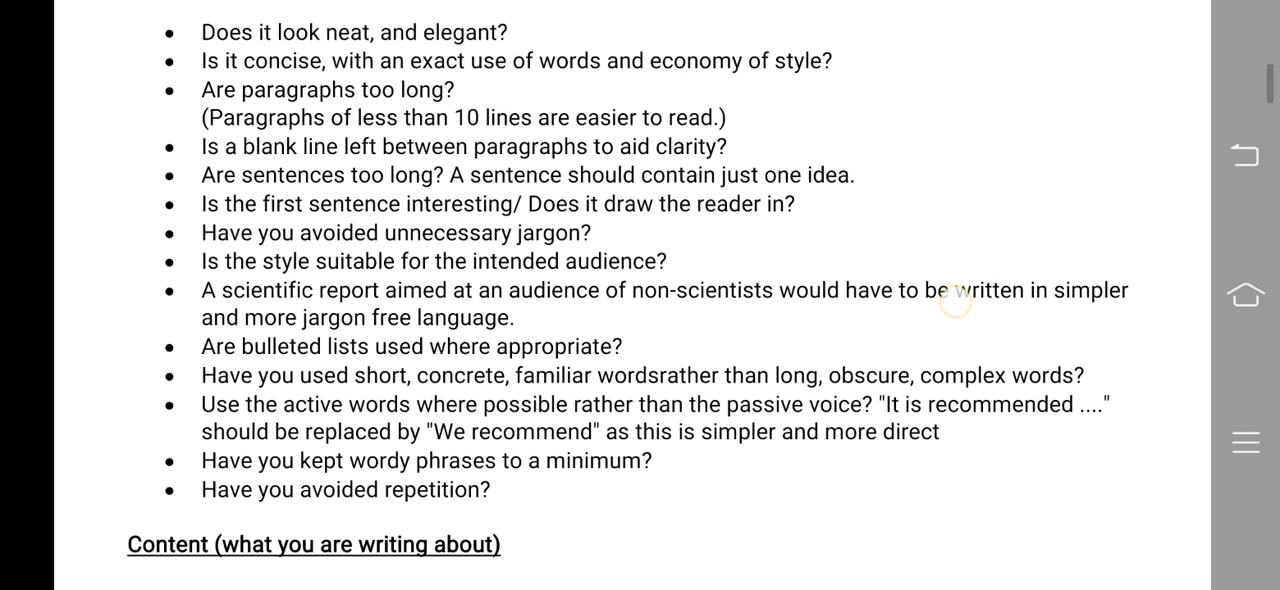 • Does it look neat, and elegant?
• Is it concise, with an exact use of words and economy of style?
• Are paragraphs too long?
(Paragraphs of less than 10 lines are easier to read.)
• Is a blank line left between paragraphs to aid clarity?
• Are sentences too long? A sentence should contain just one idea.
• Is the first sentence interesting/ Does it draw the reader in?
• Have you avoided unnecessary jargon?
• Is the style suitable for the intended audience?
• A scientific report aimed at an audience of non-scientists would have to be written in simpler
and more jargon free language.
• Are bulleted lists used where appropriate?
• Have you used short, concrete, familiar wordsrather than long, obscure, complex words?
• Use the active words where possible rather than the passive voice? "It is recommended ...."
should be replaced by "We recommend" as this is simpler and more direct
• Have you kept wordy phrases to a minimum?
• Have you avoided repetition?
Content (what you are writing about)